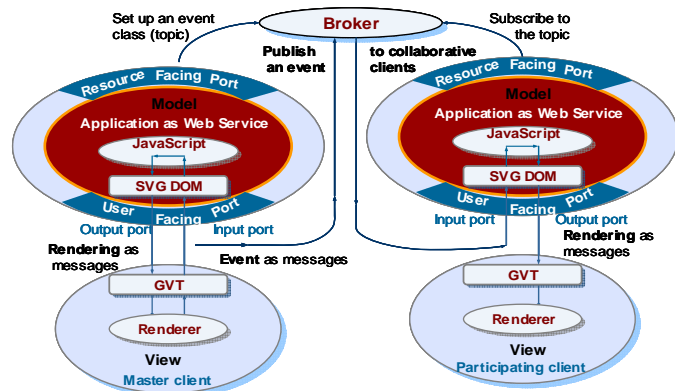 Set up an event
class (topic)
Broker
Subscribe to
the topic
Publish
an event
to collaborative
clients
Resource Facing Port
Model
Application as Web Service
JavaScript
SVG DOM
User Facing Port
Output port
Input port
Rendering as
messages
Event as messages
GVT
Renderer
View
Master client
Resource Facing Port
Model
Application as Web Service
JavaScript
SVG DOM
User Facing Port
Input port
Output port
Rendering as
messages
GVT
Renderer
View
Participating client